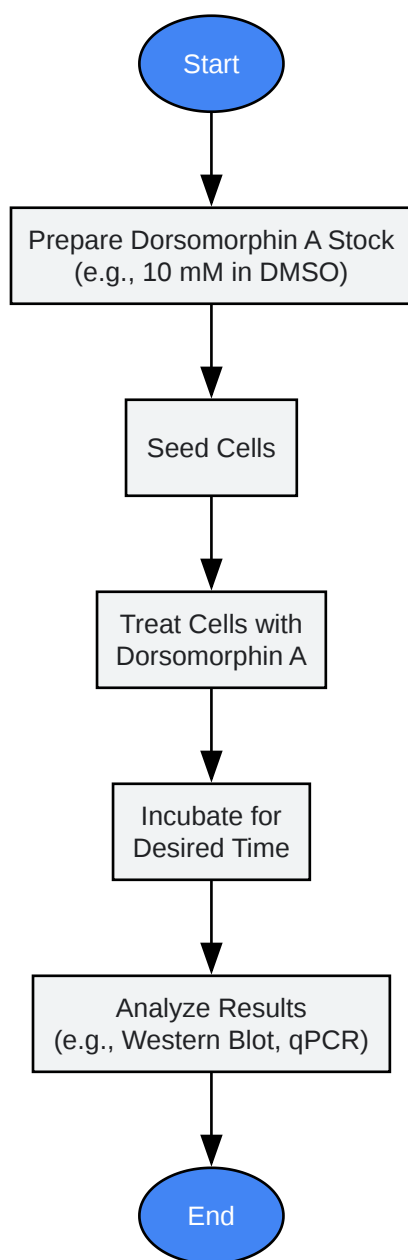 Start
Prepare Dorsomorphin A Stock
(e.g., 10 mM in DMSO)
Seed Cells
Treat Cells with
Dorsomorphin A
Incubate for
Desired Time
Analyze Results
(e.g., Western Blot, qPCR)
End